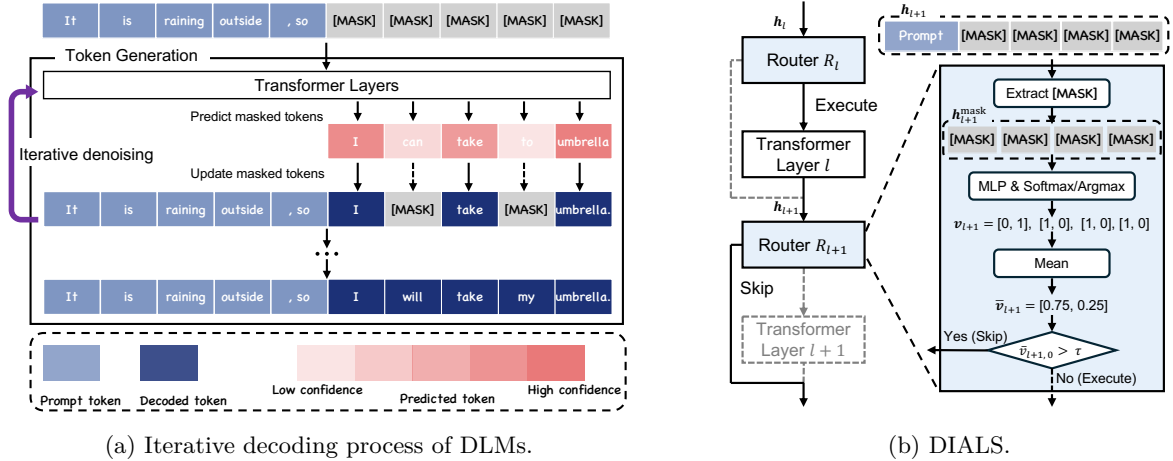 It is raining outside , so [MASK] [MASK] [MASK] [MASK] [MASK]
Token Generation
Transformer Layers
Predict masked tokens
I can take to umbrella.
Iterative denoising
Update masked tokens
It is raining outside , so I [MASK] take [MASK] umbrella.
...
It is raining outside , so I will take my umbrella.
Low confidence High confidence
Prompt token Decoded token Predicted token
(a) Iterative decoding process of DLMs.
h_l
Router R_l
Execute
Transformer
Layer l
h_{l+1}
Router R_{l+1}
Skip
Transformer
Layer l + 1
h_{l+1}
Prompt [MASK] [MASK] [MASK] [MASK]
Extract [MASK]
h^{mask}_{l+1}
[MASK] [MASK] [MASK] [MASK]
MLP & Softmax/Argmax
v_{l+1} = [0, 1], [1, 0], [1, 0],[1, 0]
Mean
v̄_{l+1} = [0.75, 0.25]
Yes (Skip)
v̄_{l+1,0} > τ
No (Execute)
(b) DIALS.